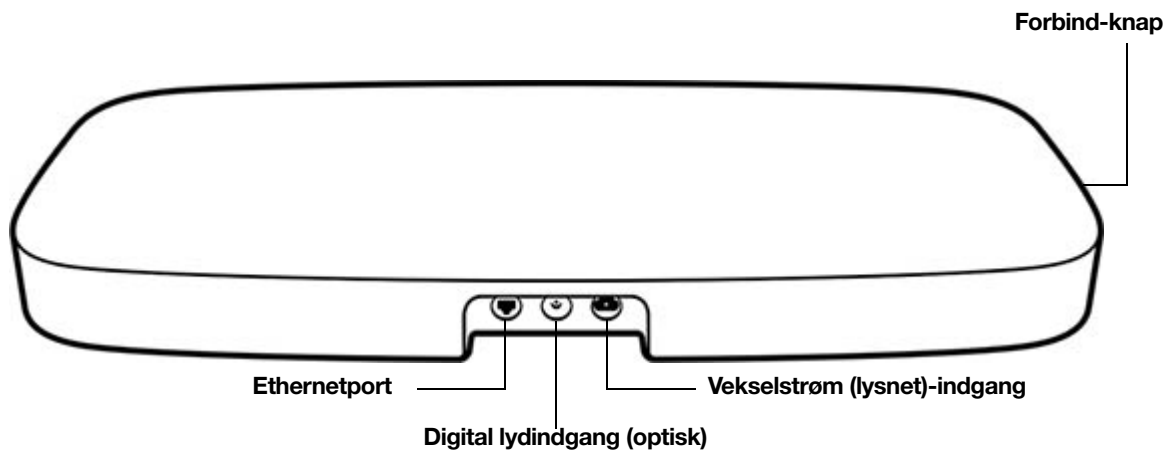 Forbind-knap
Ethernetport
Vekselstrøm (lysnet)-indgang
Digital lydindgang (optisk)